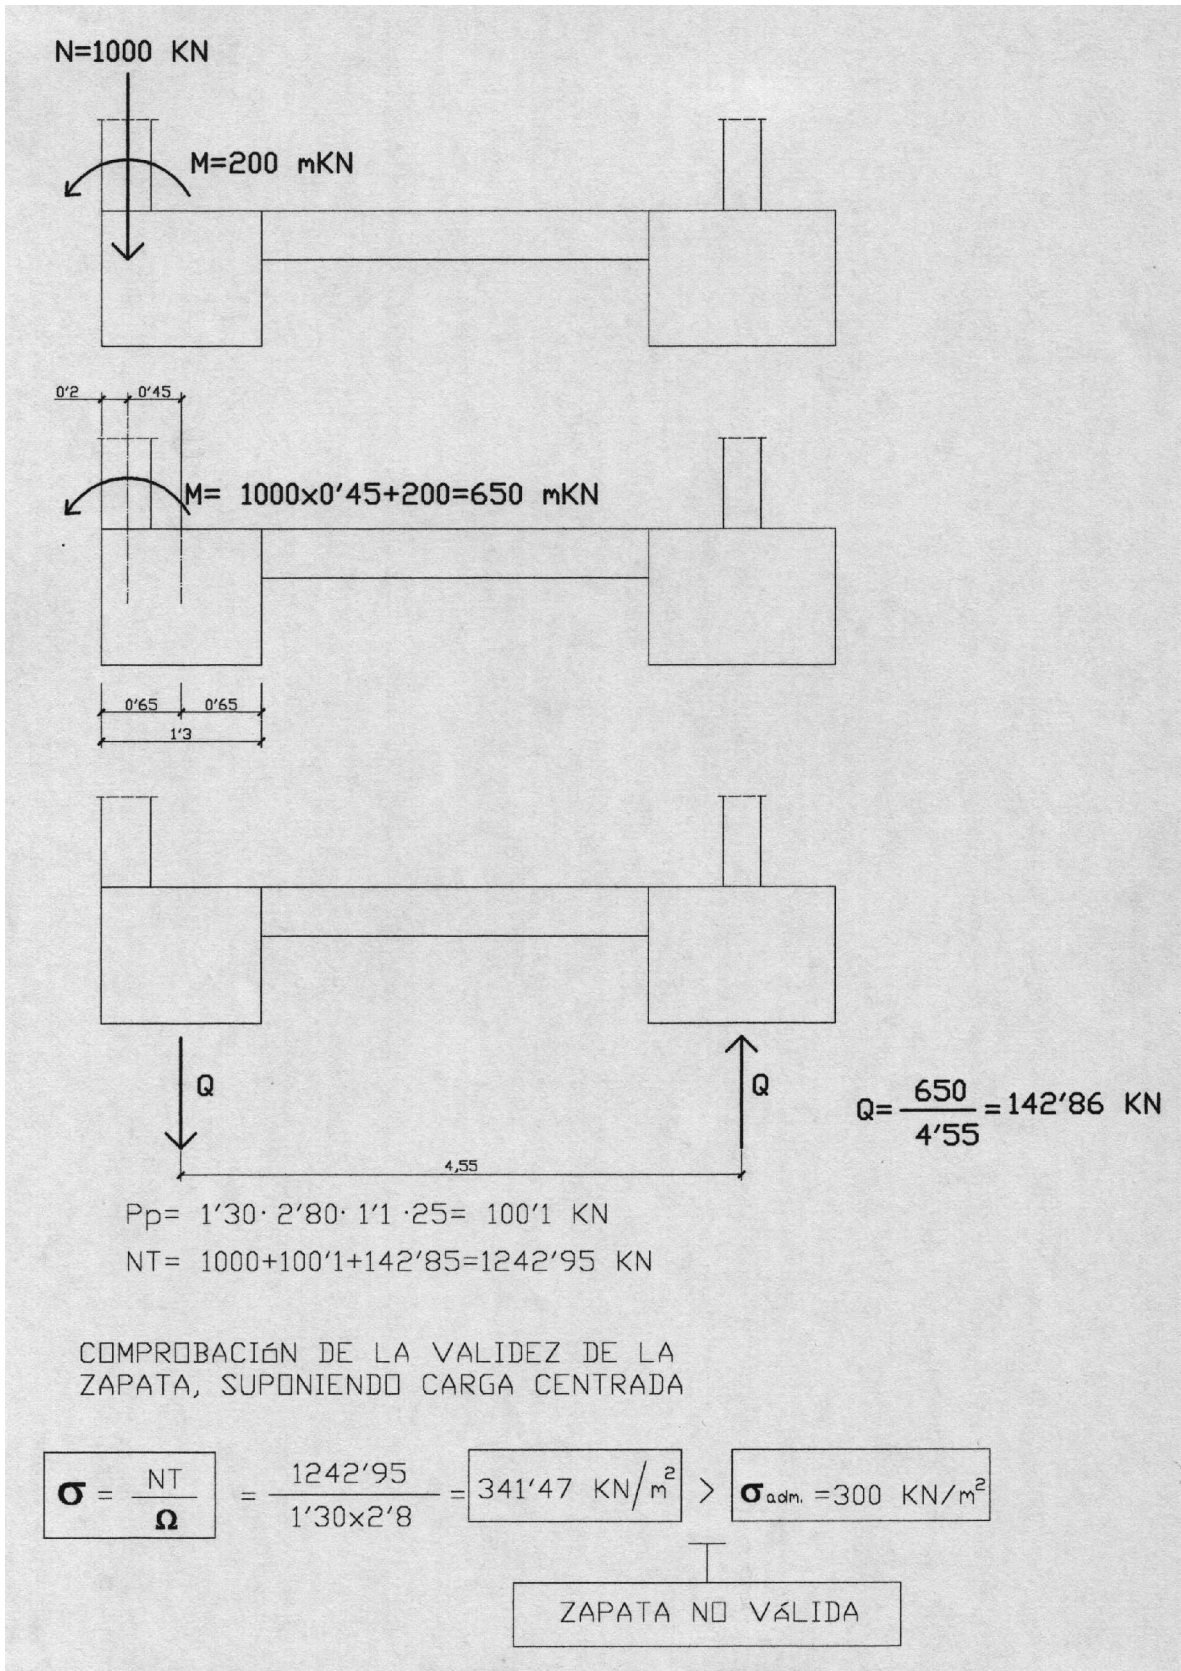 N=1000 KN
M=200 mKN
0'2 0'45
M= 1000x0'45+200=650 mKN
0'65 0'65
1'3
Q Q
Q= 650 / 4'55 = 142'86 KN
4,55
Pp= 1'30· 2'80· 1'1 ·25= 100'1 KN
NT= 1000+100'1+142'85=1242'95 KN
COMPROBACIóN DE LA VALIDEZ DE LA
ZAPATA, SUPONIENDO CARGA CENTRADA
σ = NT / Ω = 1242'95 / 1'30x2'8 = 341'47 KN/m² > σadm. =300 KN/m²
ZAPATA NO VáLIDA